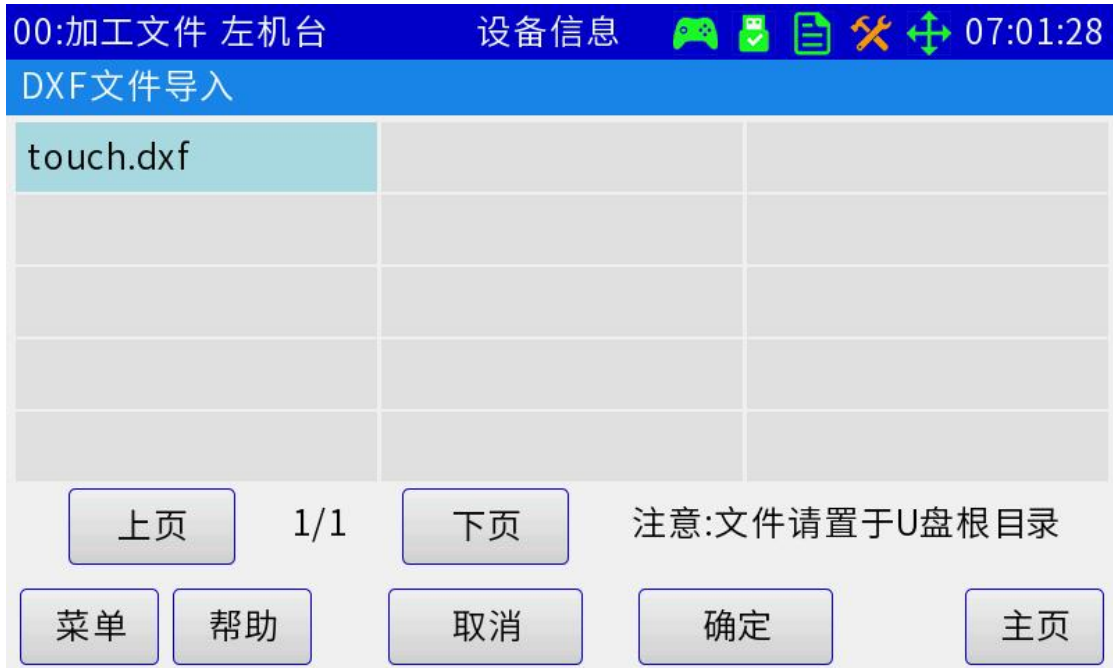 00:加工文件 左机台 设备信息 07:01:28
DXF文件导入
touch.dxf
上页 1/1 下页 注意:文件请置于U盘根目录
菜单 帮助 取消 确定 主页